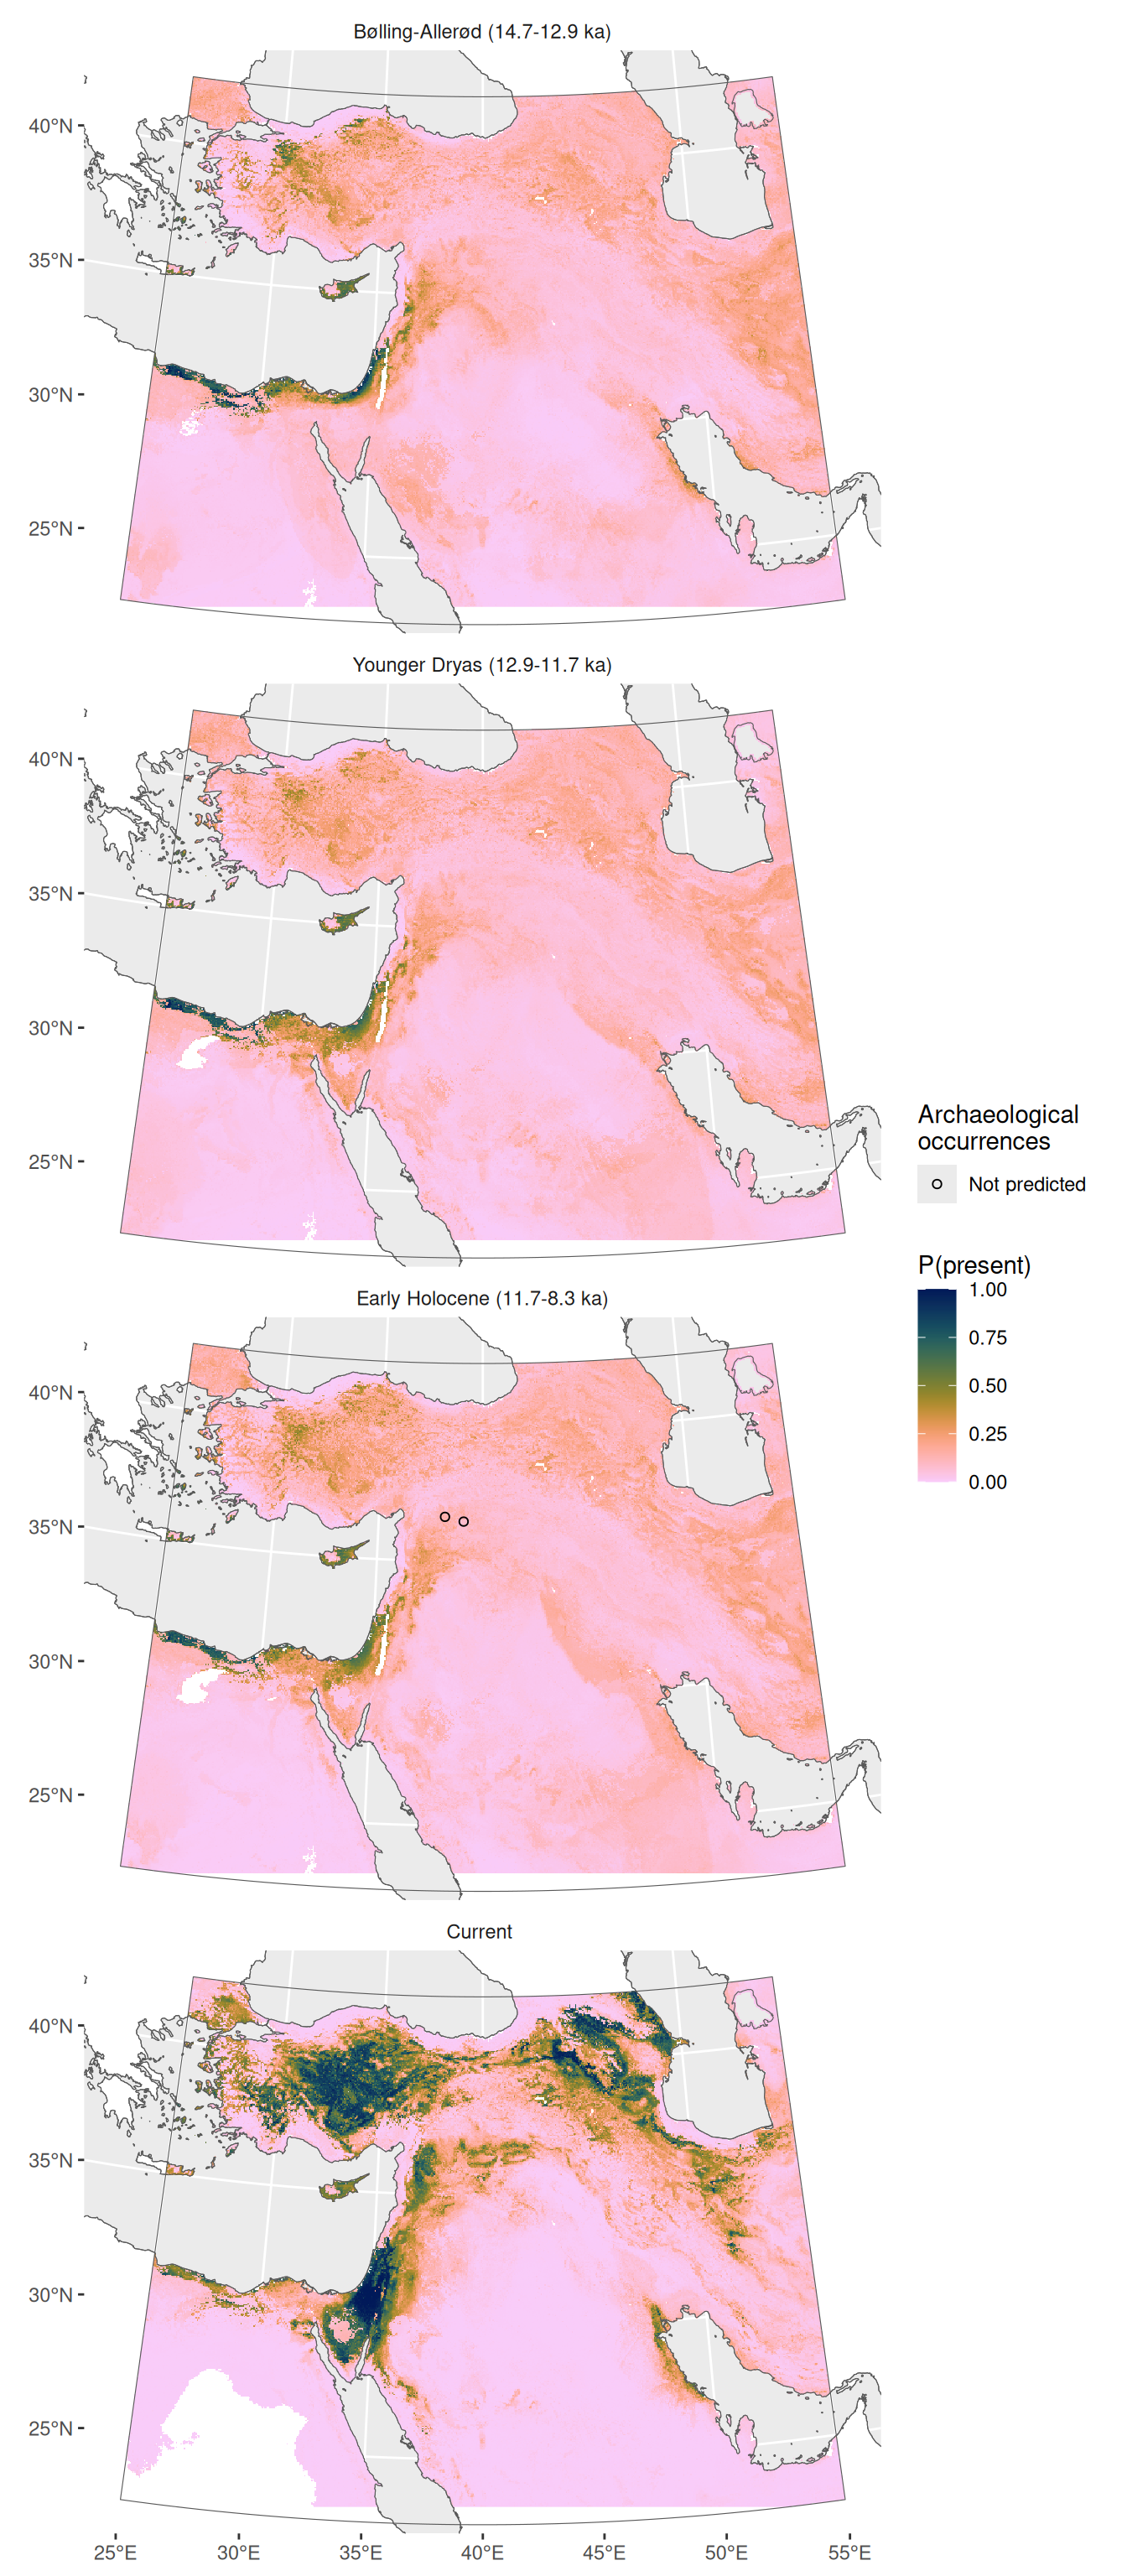 Bølling-Allerød (14.7-12.9 ka)
40°N
35°N
30°N
25°N
Younger Dryas (12.9-11.7 ka)
40°N
35°N
30°N
25°N
Archaeological
occurrences
Not predicted
P(present)
1.00
0.75
0.50
0.25
0.00
Early Holocene (11.7-8.3 ka)
40°N
35°N
30°N
25°N
Current
40°N
35°N
30°N
25°N
25°E 30°E 35°E 40°E 45°E 50°E 55°E